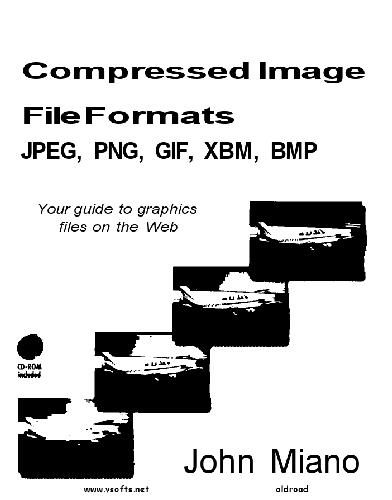 Compressed Image
File Formats
JPEG, PNG, GIF, XBM, BMP
Your guide to graphics
files on the Web
CD-ROM
Included
John Miano
www.vsofts.net
oldroad